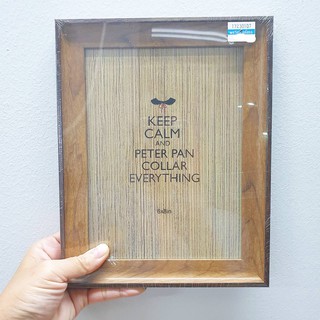 KEEP
CALM
AND
PETER PAN
COLLAR
EVERYTHING